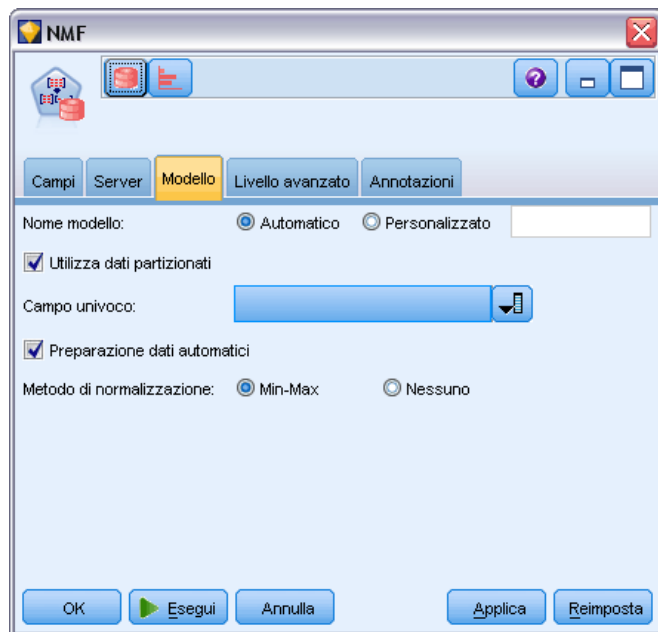 NMF
Campi Server Modello Livello avanzato Annotazioni
Nome modello: Automatico Personalizzato
Utilizza dati partizionati
Campo univoco:
Preparazione dati automatici
Metodo di normalizzazione: Min-Max Nessuno
OK Esegui Annulla Applica Reimposta